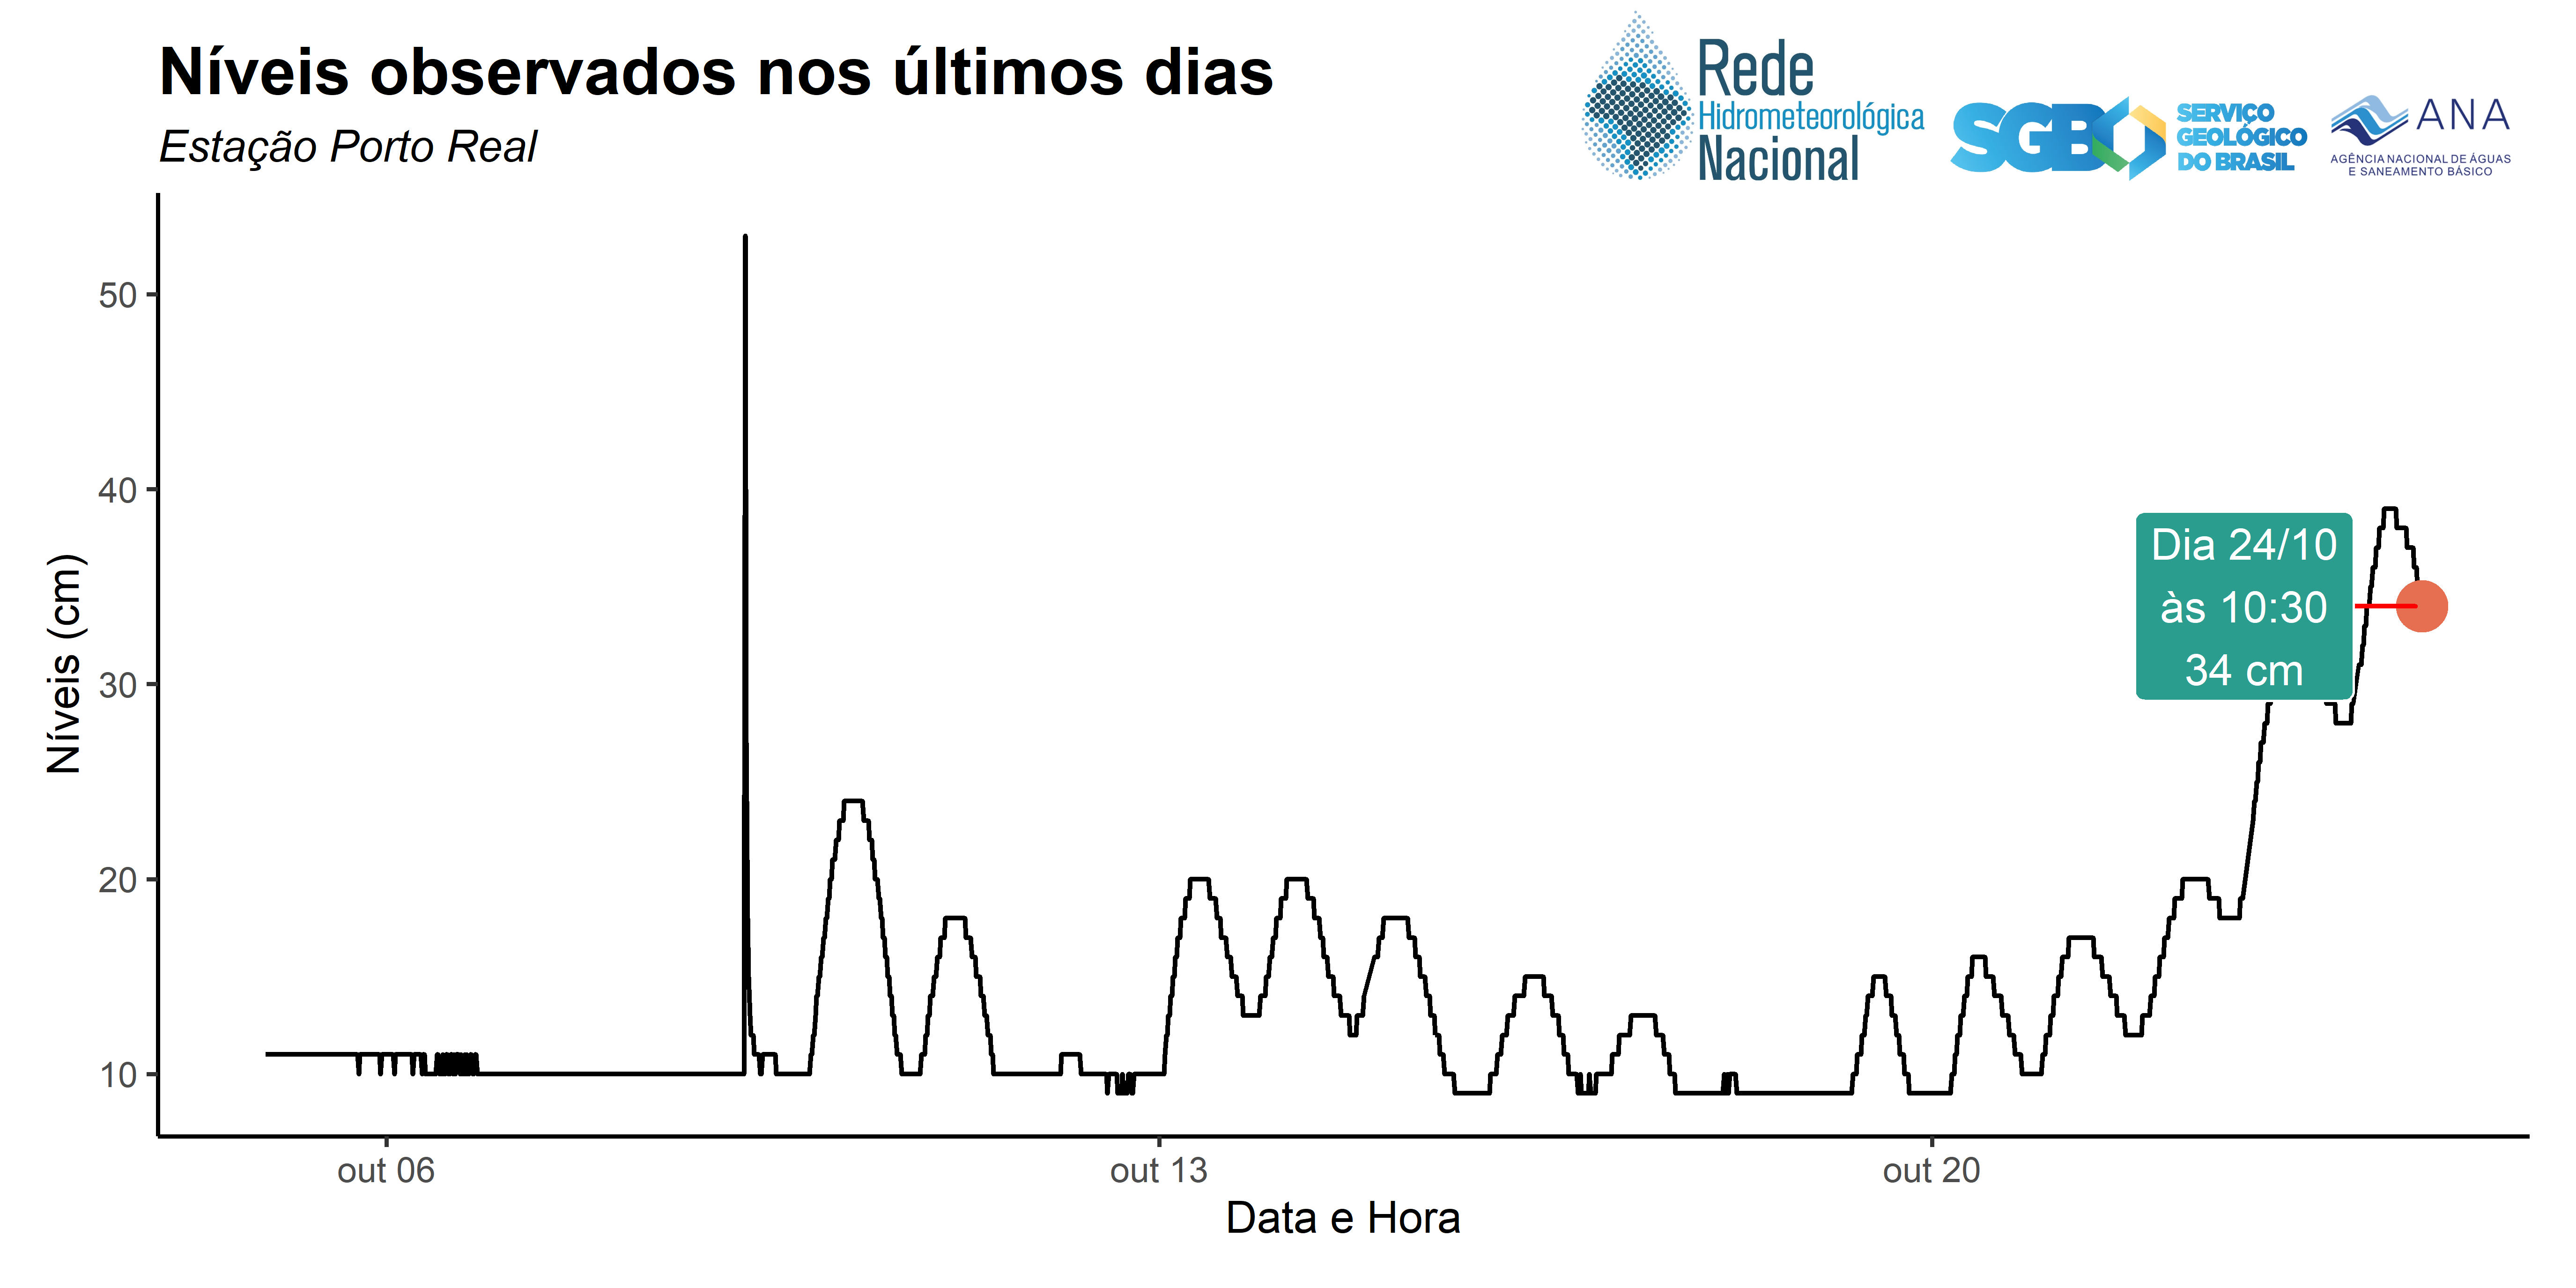 Níveis observados nos últimos dias
Estação Porto Real
Rede
Hidrometeorológica
Nacional
SGB
SERVIÇO
GEOLÓGICO
DO BRASIL
ANA
AGÊNCIA NACIONAL DE ÁGUAS
E SANEAMENTO BÁSICO
Níveis (cm)
50
40
30
20
10
Dia 24/10
às 10:30
34 cm
out 06
out 13
out 20
Data e Hora